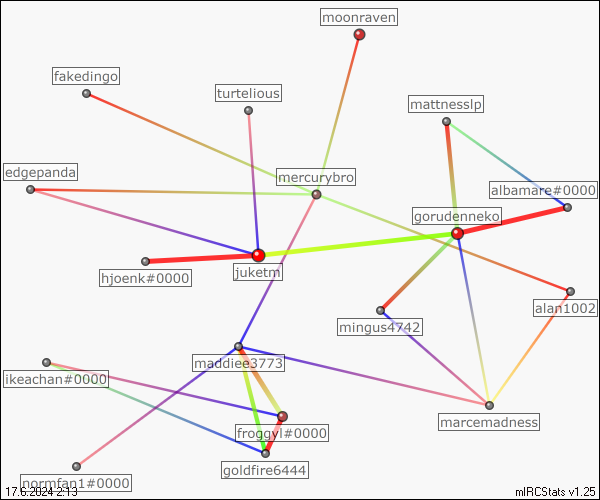 moonraven
fakedingo
turtelious
mattnesslp
edgepanda
mercurybro
albamare#0000
gorudenneko
hjoenk#0000
juketm
alan1002
mingus4742
maddiee3773
ikeachan#0000
marcemadness
froggyl#0000
goldfire6444
normfan1#0000
17.6.2024 2:13
mIRCStats v1.25